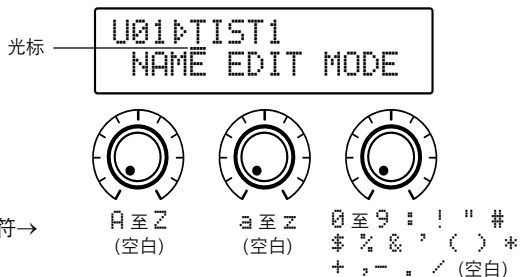 U01▷TIST1
光标
NAME EDIT MODE
符→
A 至 Z
(空白)
a 至 z
(空白)
0 至 9 : ! " #
$ % & ' ( ) *
+ , - . / (空白)